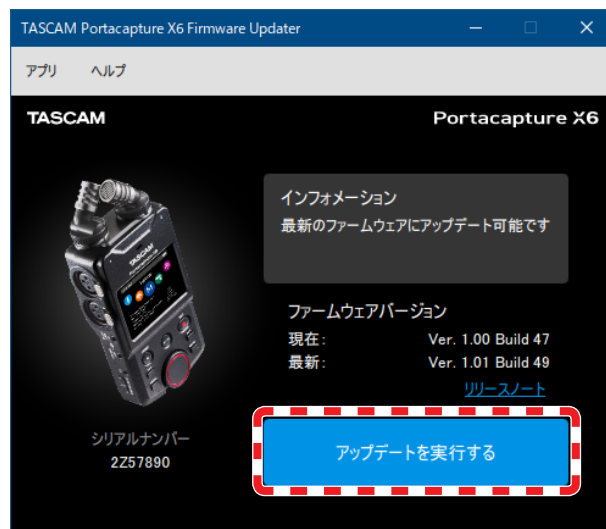 TASCAM Portacapture X6 Firmware Updater
アプリ ヘルプ
TASCAM
Portacapture X6
インフォメーション
最新のファームウェアにアップデート可能です
ファームウェアバージョン
現在: Ver. 1.00 Build 47
最新: Ver. 1.01 Build 49
リリースノート
シリアルナンバー
2Z57890
アップデートを実行する